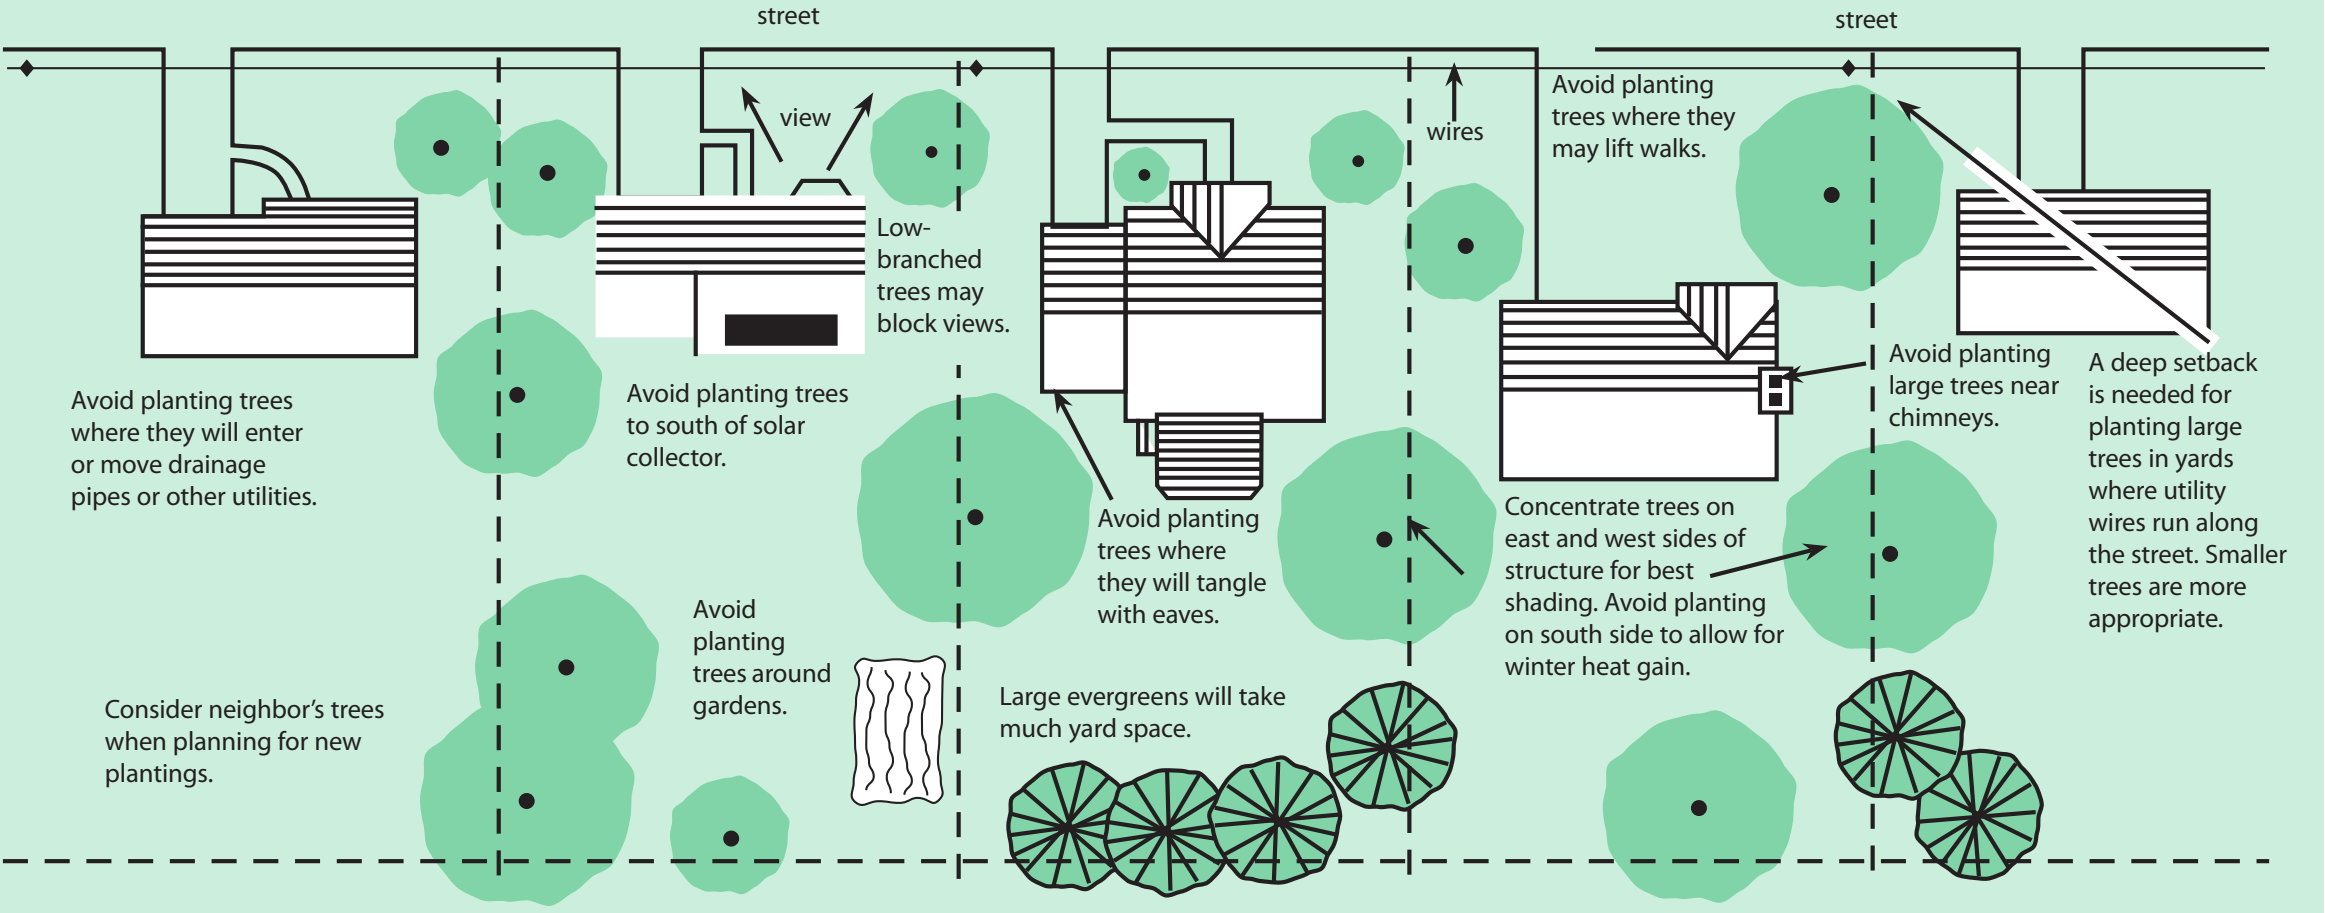 street
street
view
wires
Avoid planting
trees where they
may lift walks.
Low-
branched
trees may
block views.
Avoid planting trees
where they will enter
or move drainage
pipes or other utilities.
Avoid planting trees
to south of solar
collector.
Avoid planting
trees where
they will tangle
with eaves.
Avoid planting
large trees near
chimneys.
A deep setback
is needed for
planting large
trees in yards
where utility
wires run along
the street. Smaller
trees are more
appropriate.
Concentrate trees on
east and west sides of
structure for best
shading. Avoid planting
on south side to allow for
winter heat gain.
Consider neighbor’s trees
when planning for new
plantings.
Avoid
planting
trees around
gardens.
Large evergreens will take
much yard space.